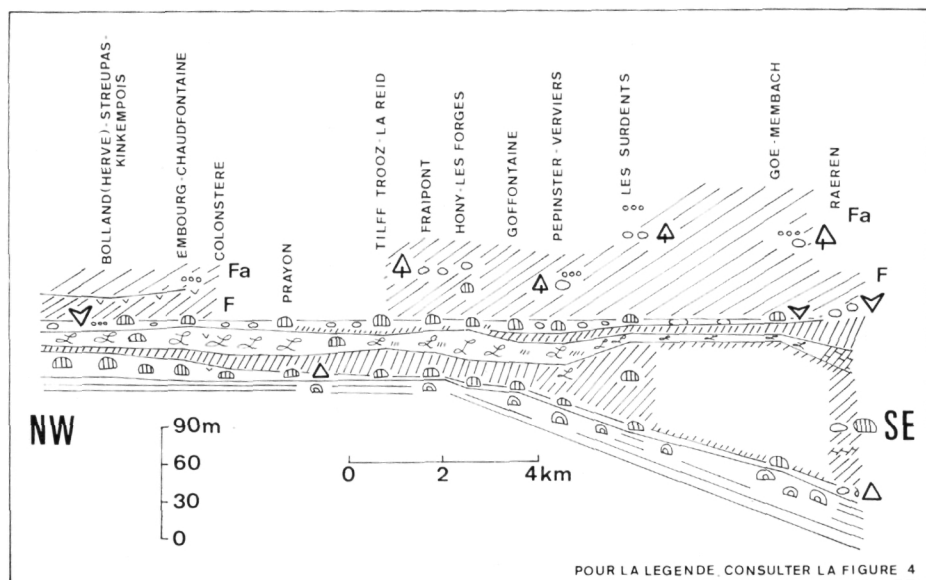 BOLLAND(HERVE)-STREUPAS-
KINKEMPOIS
EMBOURG-CHAUDFONTAINE
COLONSTERE
PRAYON
TILFF TROOZ-LA REID
FRAIPONT
HONY-LES FORGES
GOFFONTAINE
PEPINSTER-VERVIERS
LES SURDENTS
GOE-MEMBACH
RAEREN
Fa
F
Fa
F
NW
SE
90m
60
30
0
0 2 4km
POUR LA LEGENDE, CONSULTER LA FIGURE 4